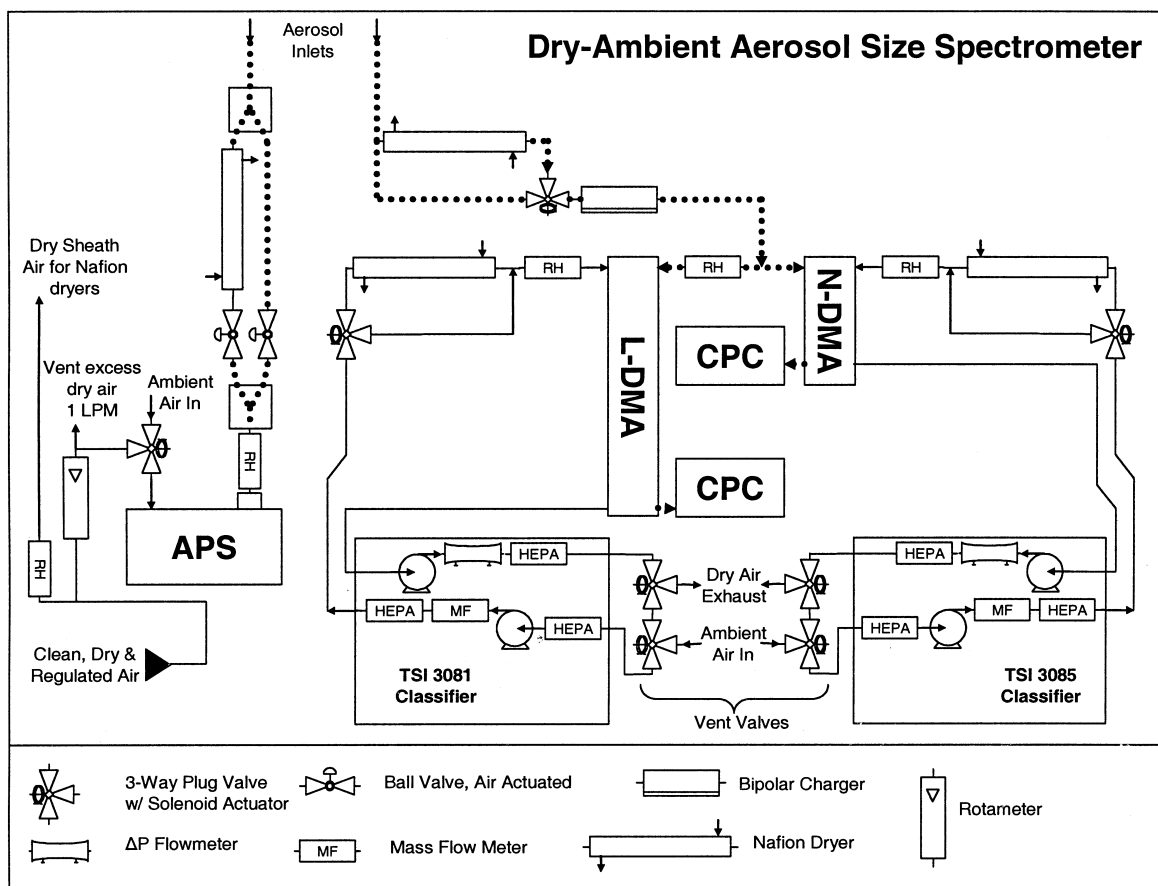 Aerosol
Inlets
Dry-Ambient Aerosol Size Spectrometer
Dry Sheath
Air for Nafion
dryers
RH
RH
RH
L-DMA
N-DMA
CPC
Vent excess
dry air
1 LPM
Ambient
Air In
RH
CPC
APS
RH
HEPA
HEPA
Dry Air
Exhaust
HEPA
MF
HEPA
Ambient
Air In
HEPA
MF
HEPA
Clean, Dry &
Regulated Air
TSI 3081
Classifier
TSI 3085
Classifier
Vent Valves
3-Way Plug Valve
w/ Solenoid Actuator
Ball Valve, Air Actuated
Bipolar Charger
Rotameter
ΔP Flowmeter
MF
Mass Flow Meter
Nafion Dryer